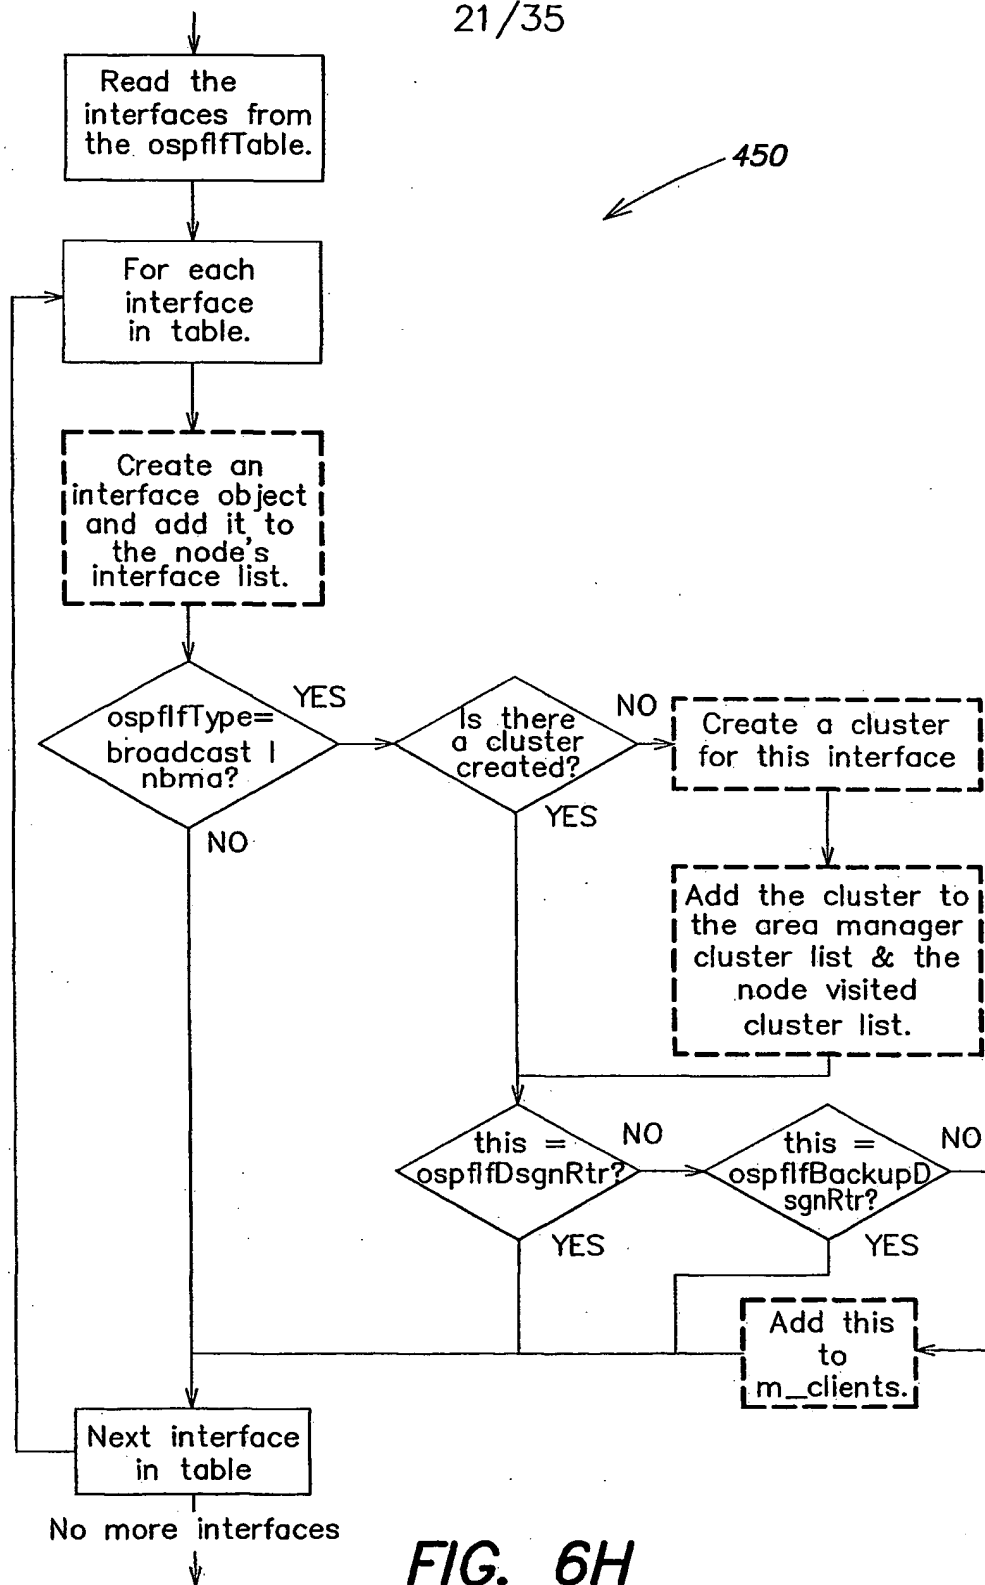 21/35
Read the
interfaces from
the ospfIfTable.
450
For each
interface
in table.
Create an
interface object
and add it to
the node's
interface list.
ospfIfType=
broadcast |
nbma?
YES
NO
Is there
a cluster
created?
NO
YES
Create a cluster
for this interface
Add the cluster to
the area manager
cluster list & the
node visited
cluster list.
this =
ospfIfDsgnRtr?
NO
YES
this =
ospfIfBackupD
sgnRtr?
NO
YES
Add this
to
m_clients.
Next interface
in table
No more interfaces
FIG. 6H